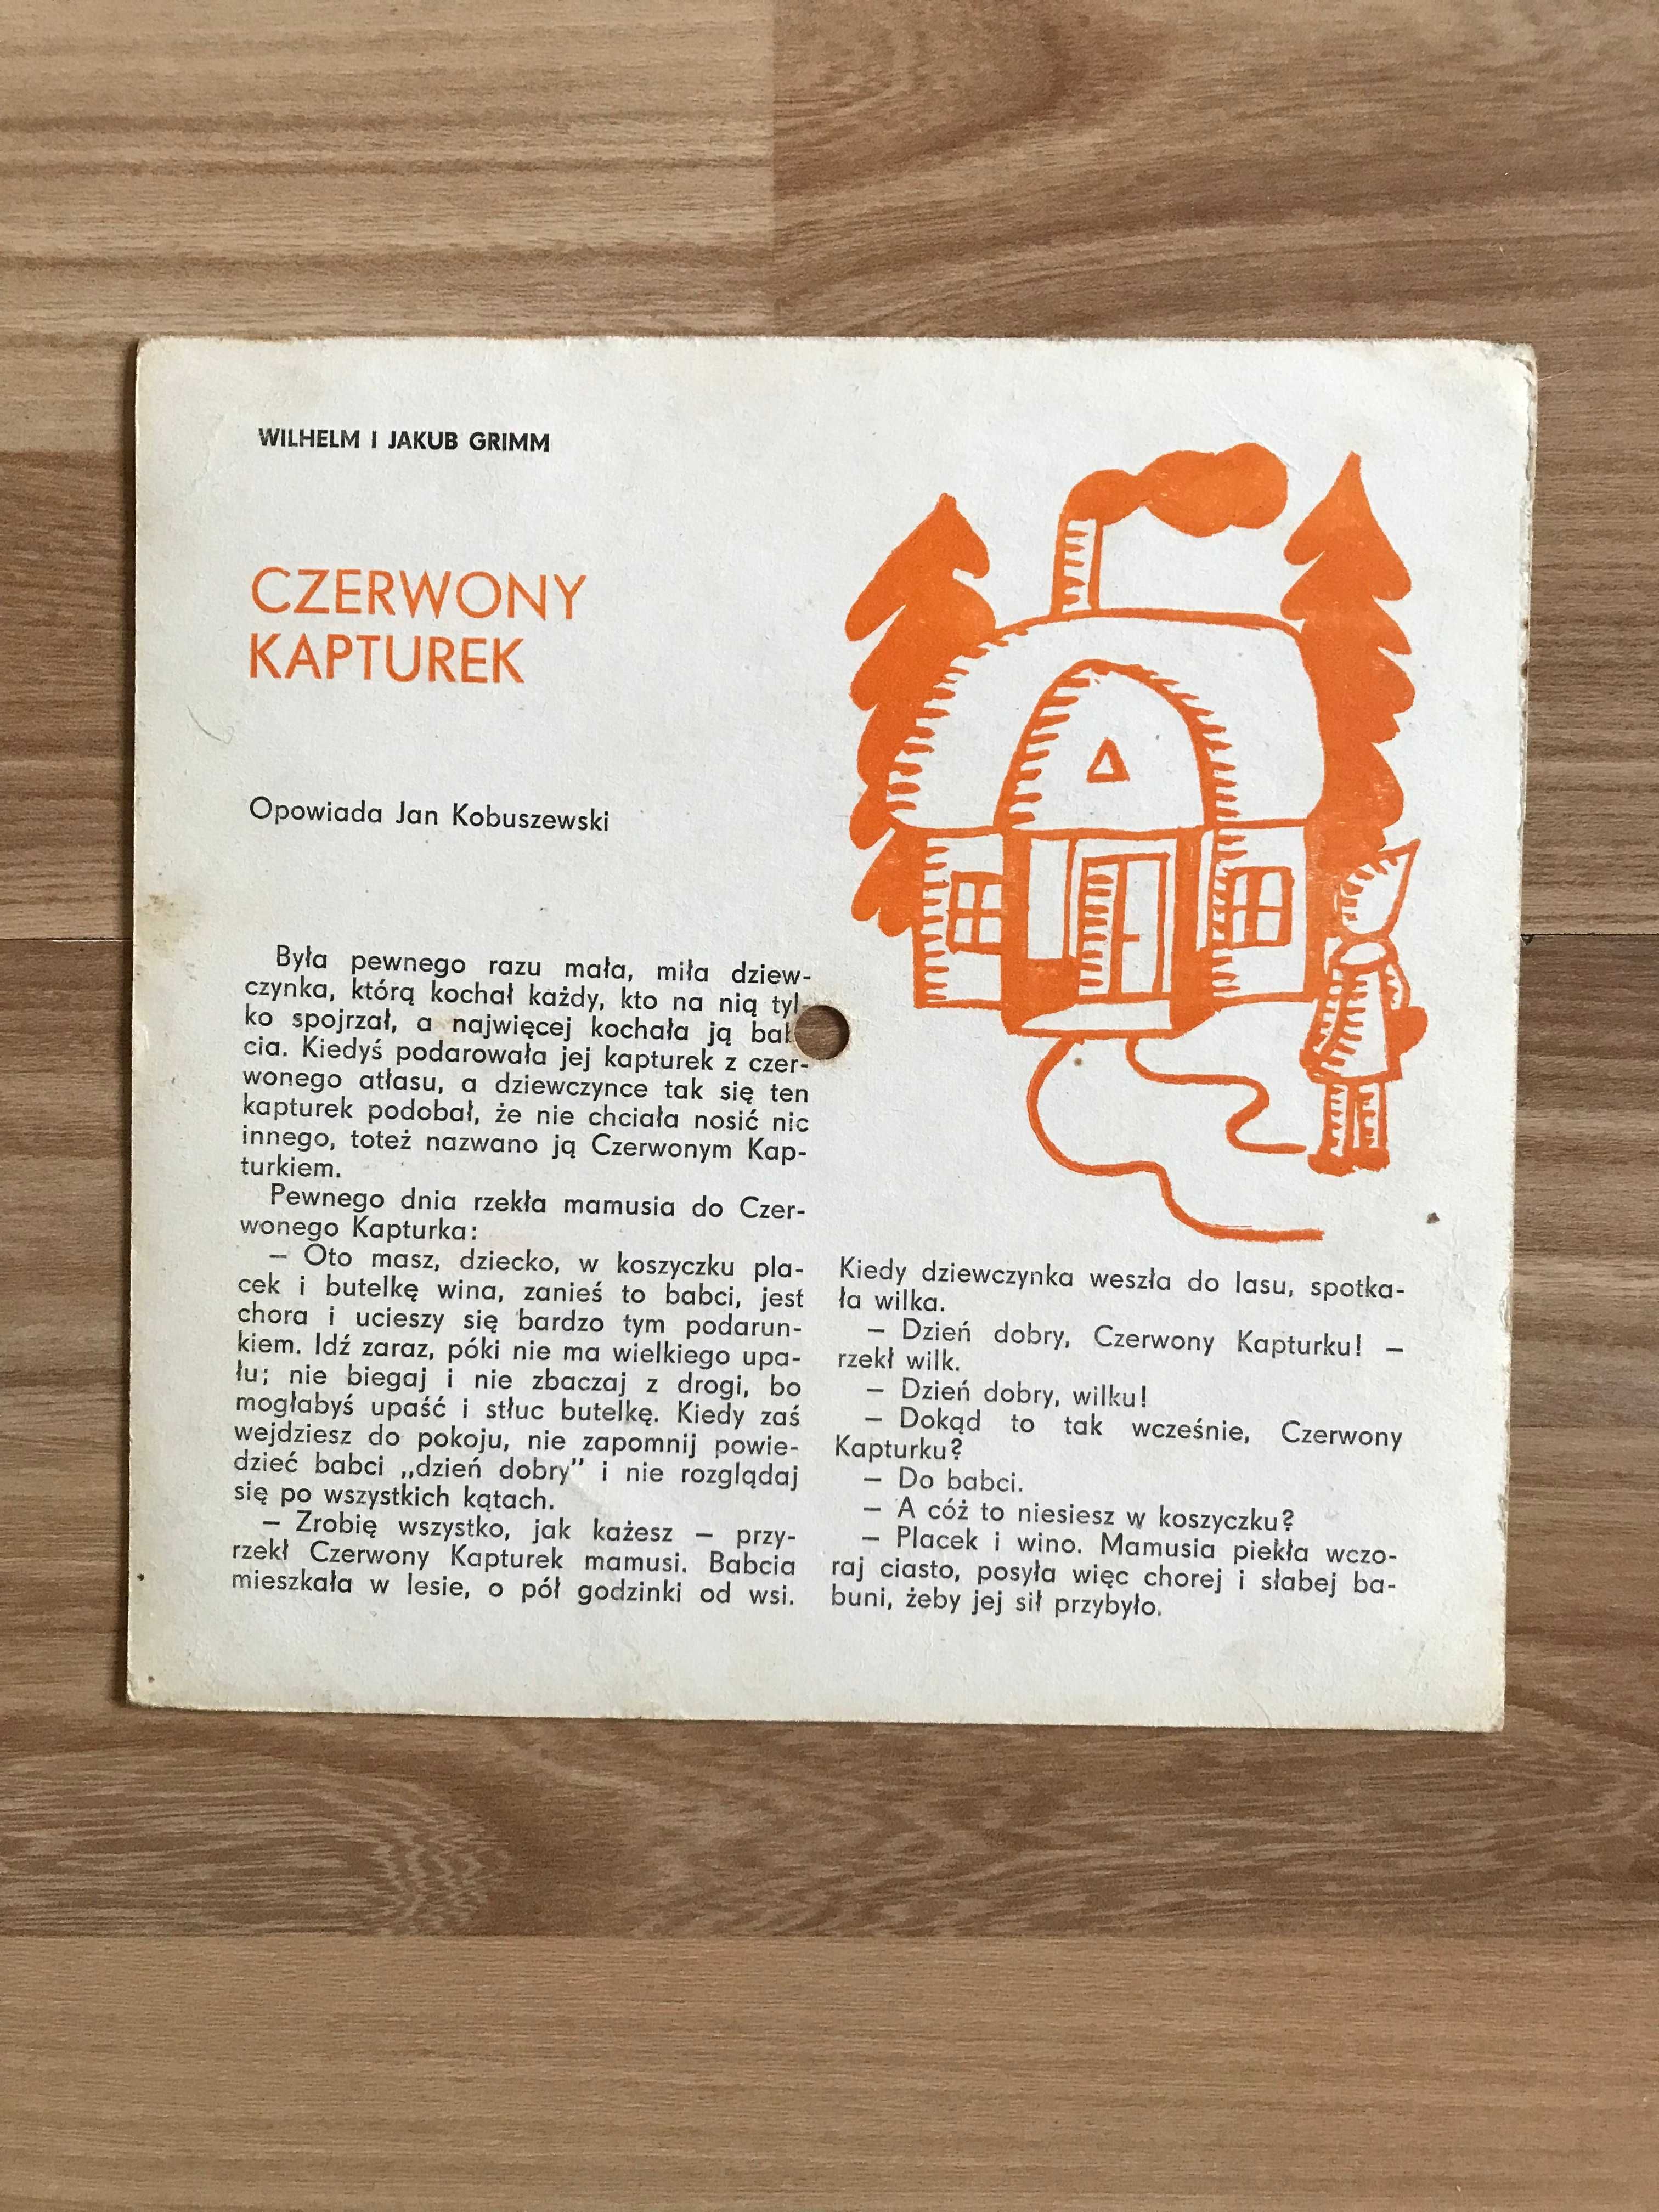 WILHELM I JAKUB GRIMM
CZERWONY
KAPTUREK
Opowiada Jan Kobuszewski
Była pewnego razu mała, miła dziew-
czynka, którą kochał każdy, kto na nią tyl-
ko spojrzał, a najwięcej kochała ją bab
cia. Kiedyś podarowała jej kapturek z czer-
wonego atłasu, a dziewczynce tak się ten
kapturek podobał, że nie chciała nosić nic
innego, toteż nazwano ją Czerwonym Kap-
turkiem.
Pewnego dnia rzekła mamusia do Czer-
wonego Kapturka:
— Oto masz, dziecko, w koszyczku pla-
cek i butelkę wina, zanieś to babci, jest
chora i ucieszy się bardzo tym podarun-
kiem. Idź zaraz, póki nie ma wielkiego upa-
łu; nie biegaj i nie zbaczaj z drogi, bo
mogłabyś upaść i stłuc butelkę. Kiedy zaś
wejdziesz do pokoju, nie zapomnij powie-
dzieć babci „dzień dobry” i nie rozglądaj
się po wszystkich kątach.
— Zrobię wszystko, jak każesz — przy-
rzekł Czerwony Kapturek mamusi. Babcia
mieszkała w lesie, o pół godzinki od wsi.
Kiedy dziewczynka weszła do lasu, spotka-
ła wilka.
— Dzień dobry, Czerwony Kapturku! —
rzekł wilk.
— Dzień dobry, wilku!
— Dokąd to tak wcześnie, Czerwony
Kapturku?
— Do babci.
— A cóż to niesiesz w koszyczku?
— Placek i wino. Mamusia piekła wczo-
raj ciasto, posyła więc chorej i słabej ba-
buni, żeby jej sił przybyło.